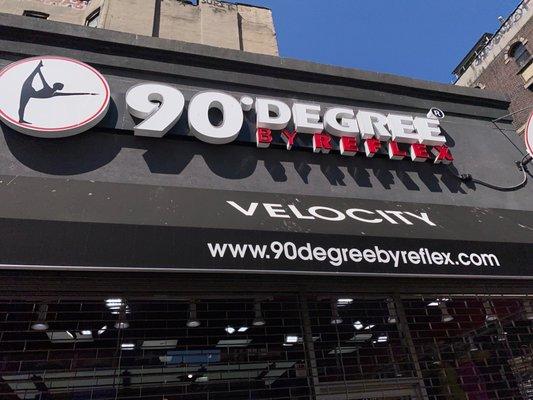 90°DEGREE ®
BY REFLEX
VELOCITY
www.90degreebyreflex.com